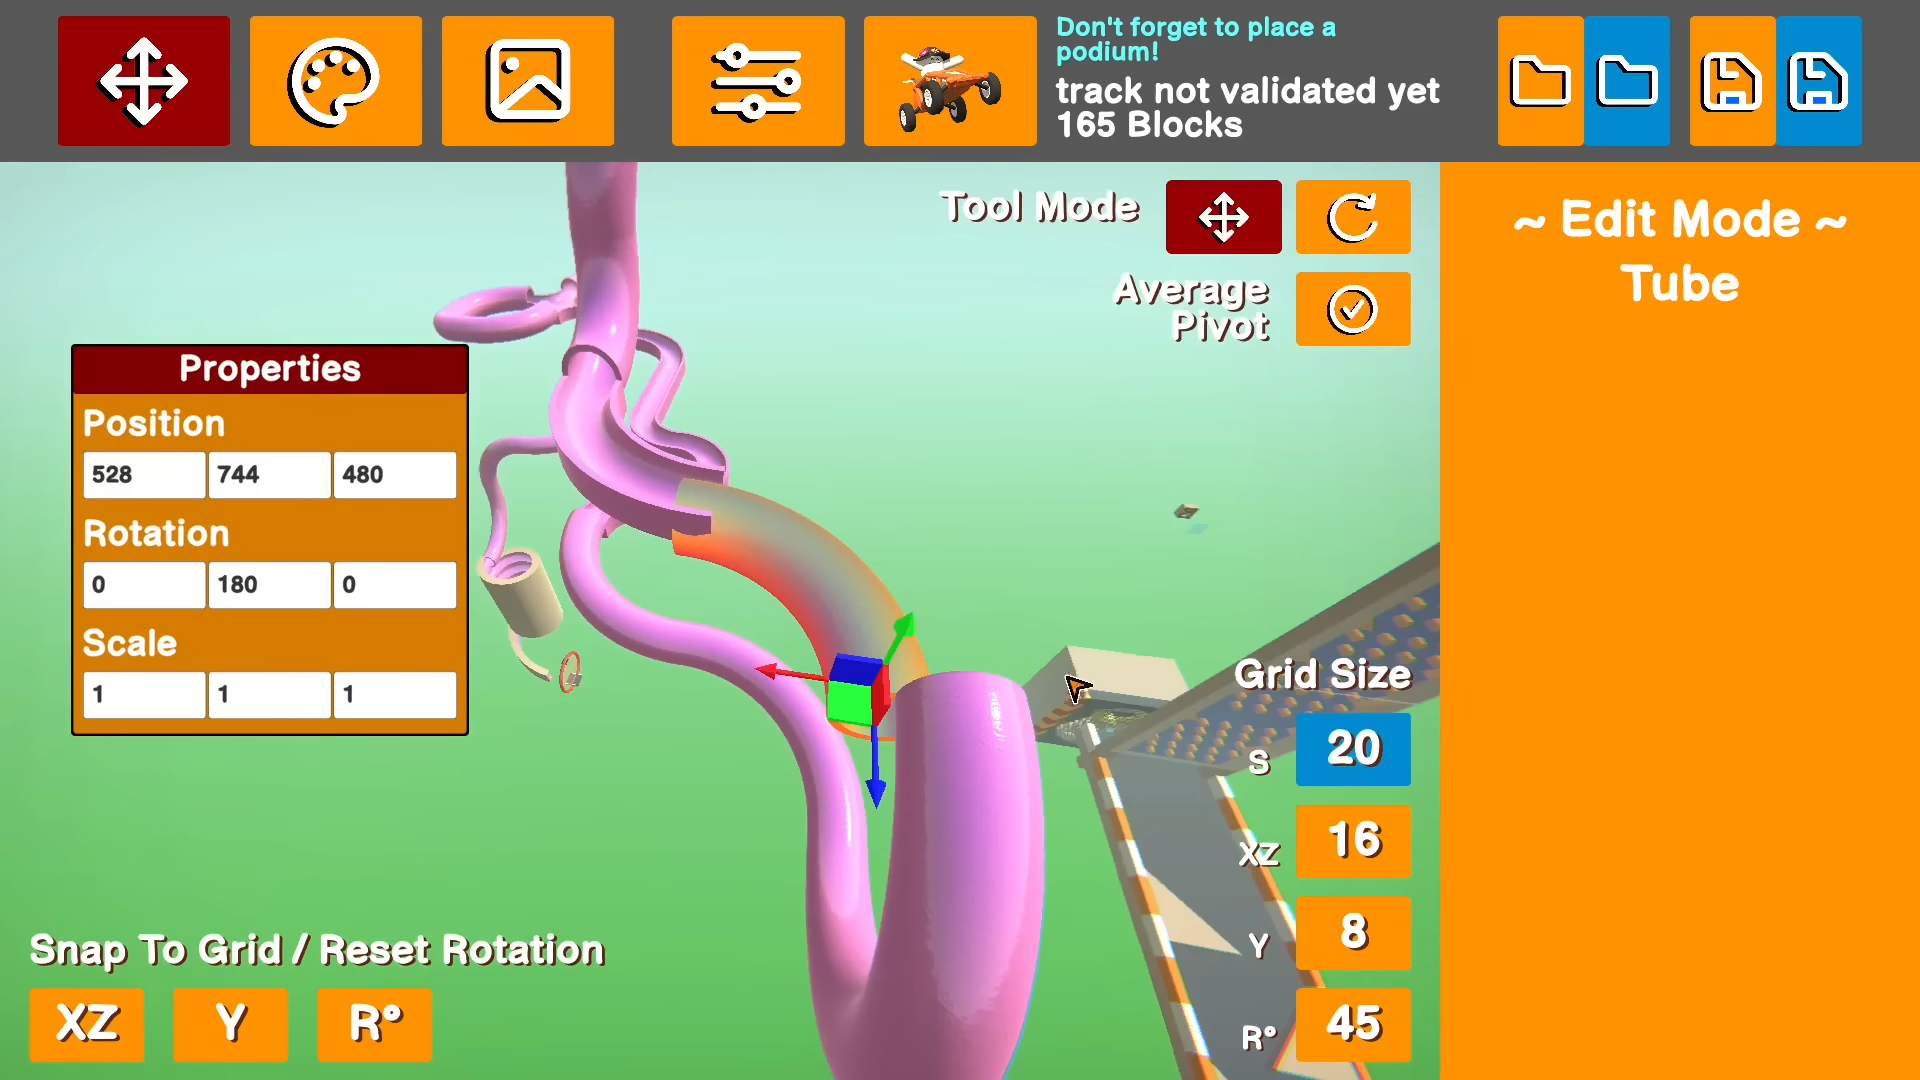 Don't forget to place a
podium!
track not validated yet
165 Blocks
Tool Mode
Average
Pivot
~ Edit Mode ~
Tube
Properties
Position
528 744 480
Rotation
0 180 0
Scale
1 1 1
Grid Size
S 20
XZ 16
Y 8
R° 45
Snap To Grid / Reset Rotation
XZ Y R°